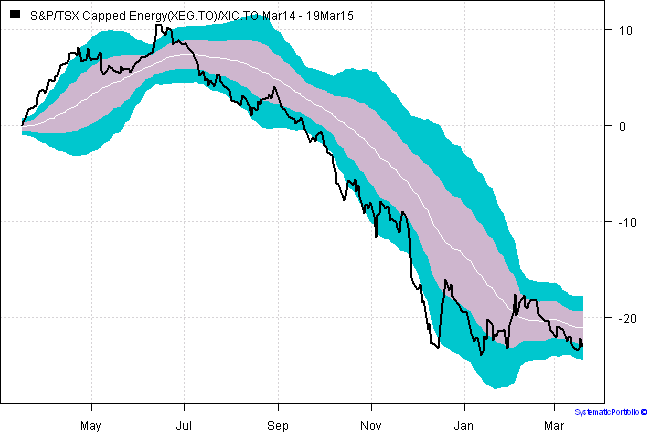 S&P/TSX Capped Energy(XEG.TO)/XIC.TO Mar14 - 19Mar15
10
0
-10
-20
May Jul Sep Nov Jan Mar
SystematicPortfolio ©